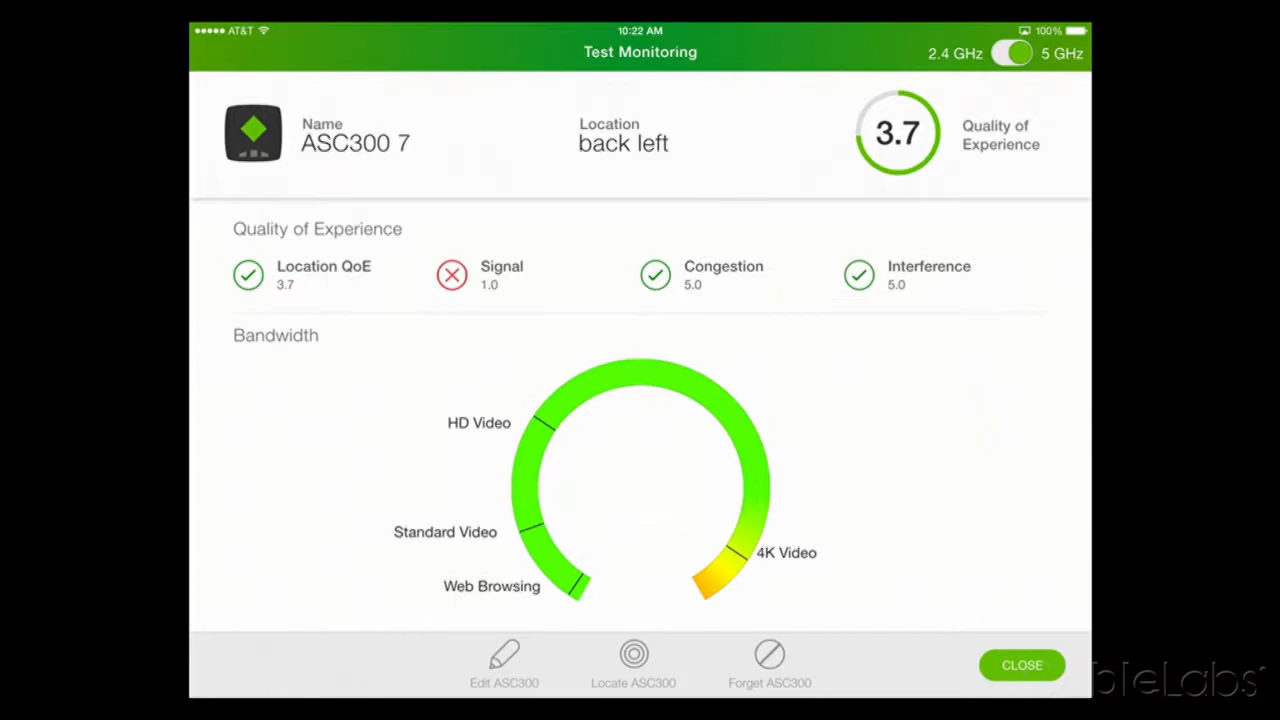 AT&T
10:22 AM
100%
Test Monitoring
2.4 GHz
5 GHz
Name
ASC300 7
Location
back left
3.7
Quality of
Experience
Quality of Experience
Location QoE
3.7
Signal
1.0
Congestion
5.0
Interference
5.0
Bandwidth
HD Video
Standard Video
Web Browsing
4K Video
Edit ASC300
Locate ASC300
Forget ASC300
CLOSE